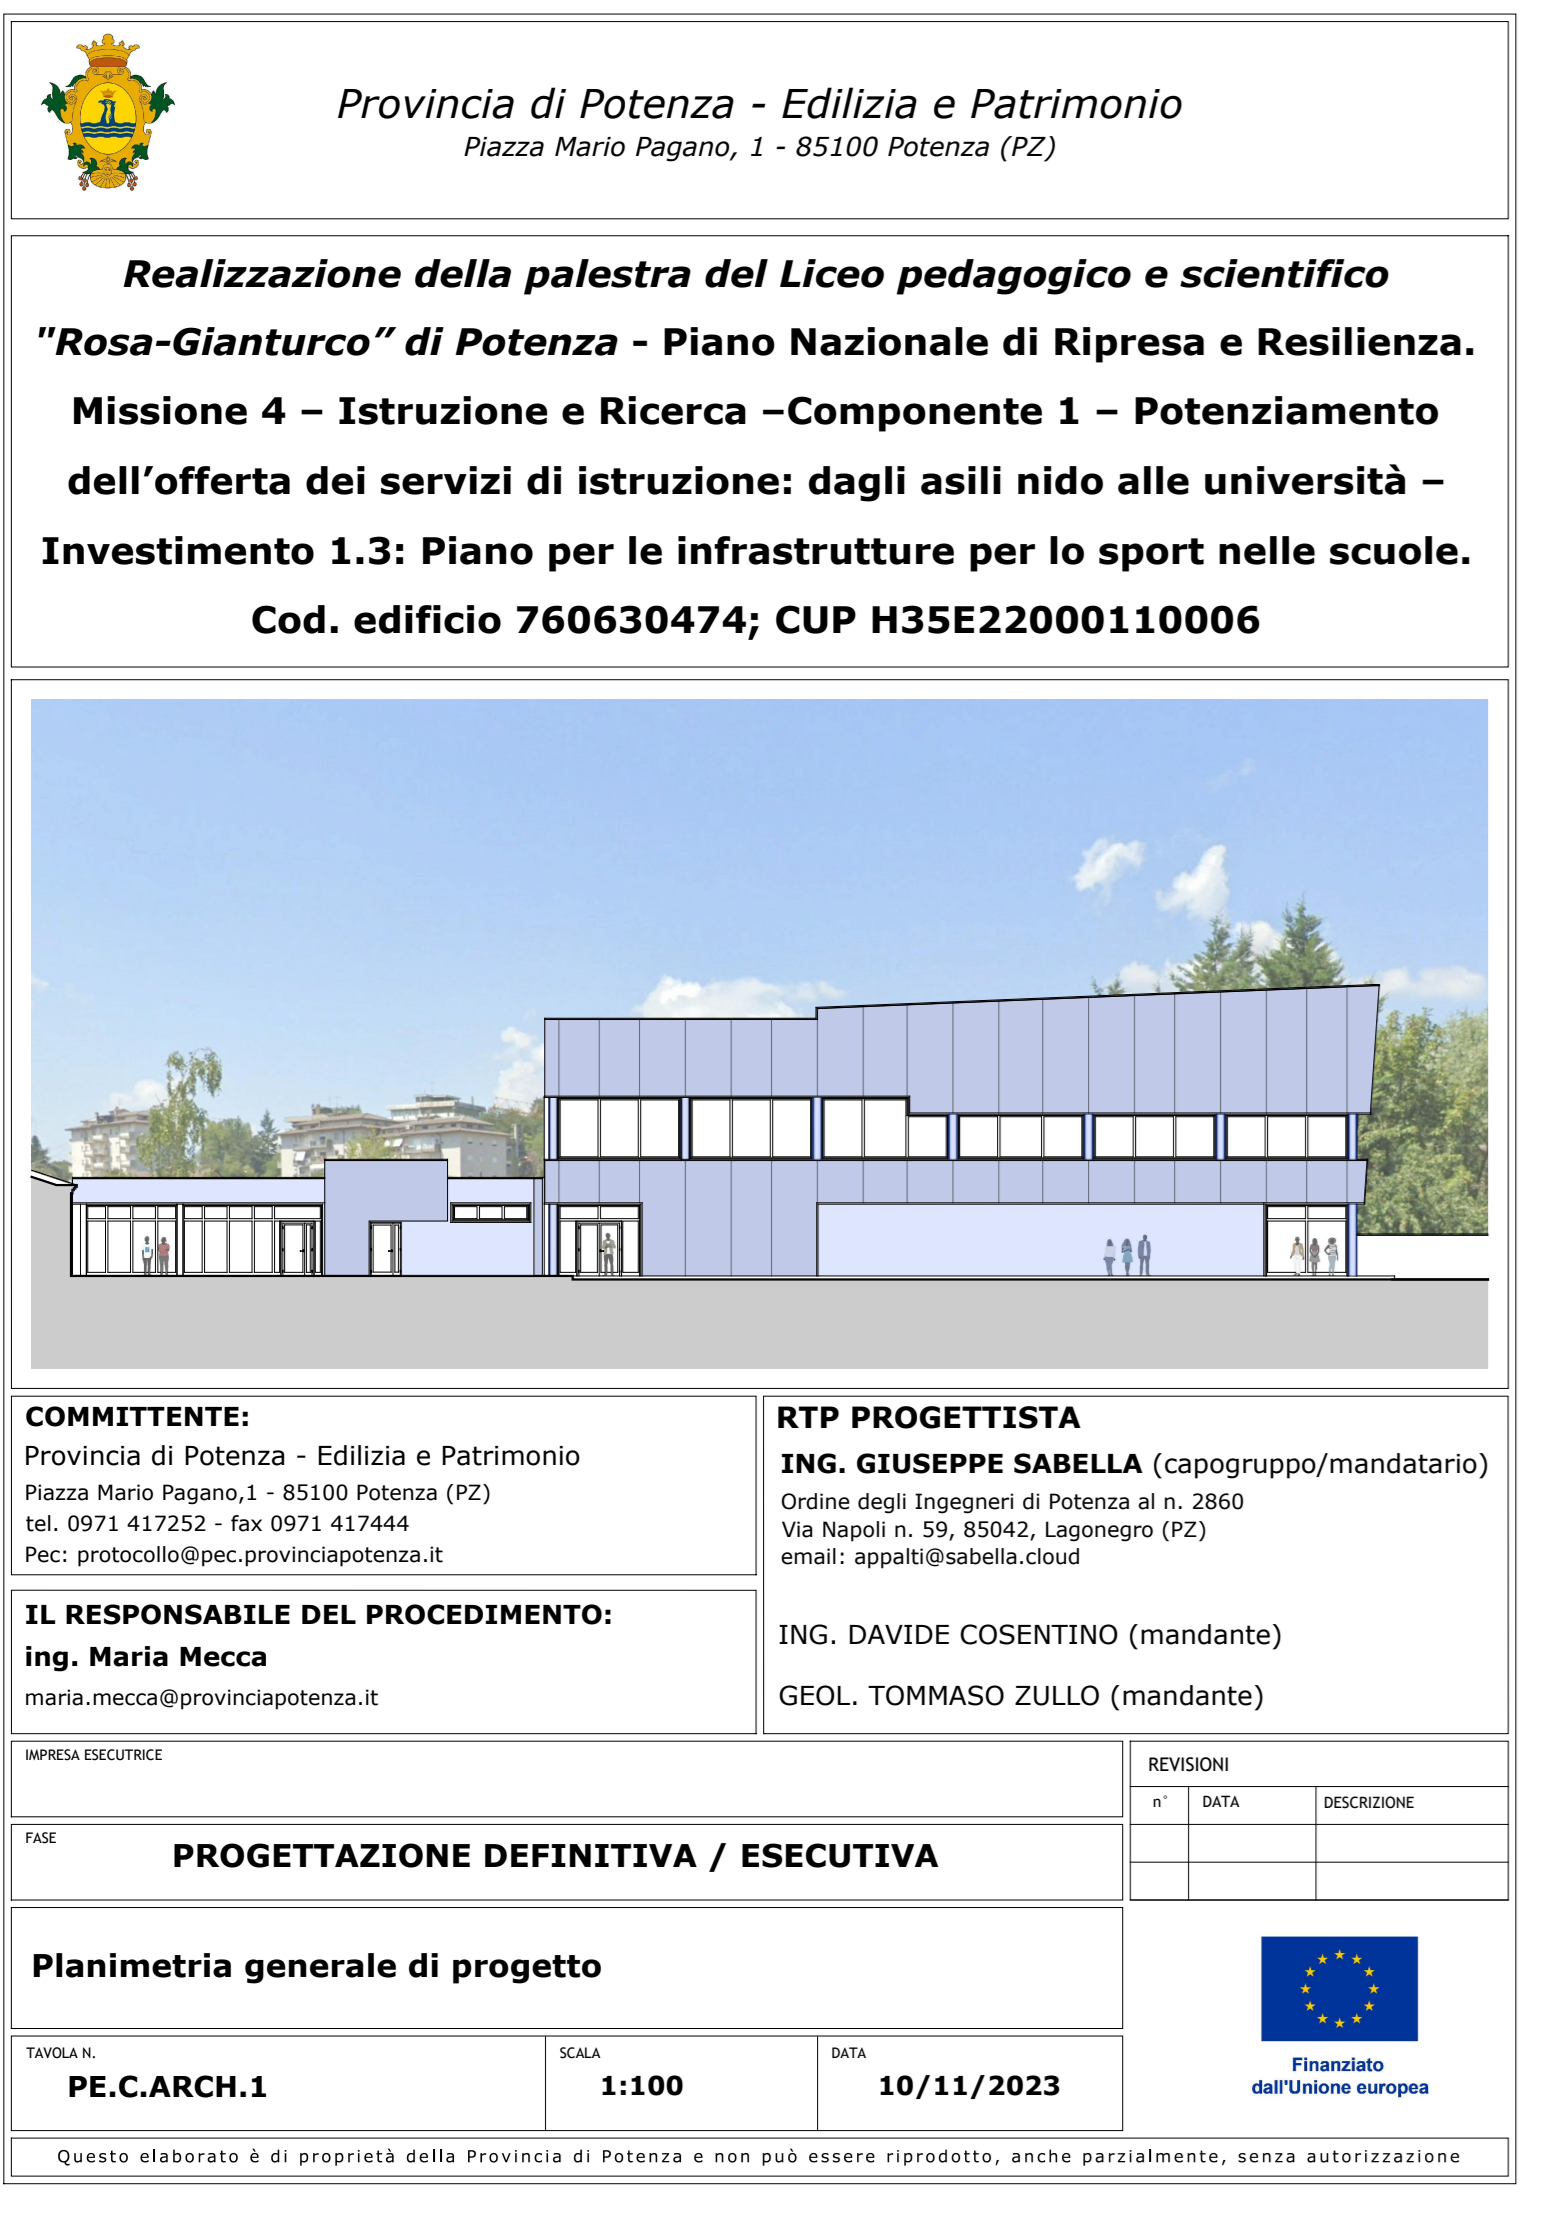 Provincia di Potenza - Edilizia e Patrimonio
Piazza Mario Pagano, 1 - 85100 Potenza (PZ)
Realizzazione della palestra del Liceo pedagogico e scientifico
"Rosa-Gianturco” di Potenza - Piano Nazionale di Ripresa e Resilienza.
Missione 4 – Istruzione e Ricerca –Componente 1 – Potenziamento
dell’offerta dei servizi di istruzione: dagli asili nido alle università –
Investimento 1.3: Piano per le infrastrutture per lo sport nelle scuole.
Cod. edificio 760630474; CUP H35E22000110006
COMMITTENTE:
Provincia di Potenza - Edilizia e Patrimonio
Piazza Mario Pagano,1 - 85100 Potenza (PZ)
tel. 0971 417252 - fax 0971 417444
Pec: protocollo@pec.provinciapotenza.it
IL RESPONSABILE DEL PROCEDIMENTO:
ing. Maria Mecca
maria.mecca@provinciapotenza.it
RTP PROGETTISTA
ING. GIUSEPPE SABELLA (capogruppo/mandatario)
Ordine degli Ingegneri di Potenza al n. 2860
Via Napoli n. 59, 85042, Lagonegro (PZ)
email: appalti@sabella.cloud
ING. DAVIDE COSENTINO (mandante)
GEOL. TOMMASO ZULLO (mandante)
IMPRESA ESECUTRICE
REVISIONI
n° DATA DESCRIZIONE
FASE
PROGETTAZIONE DEFINITIVA / ESECUTIVA
Planimetria generale di progetto
TAVOLA N.
PE.C.ARCH.1
SCALA
1:100
DATA
10/11/2023
Finanziato
dall'Unione europea
Questo elaborato è di proprietà della Provincia di Potenza e non può essere riprodotto, anche parzialmente, senza autorizzazione